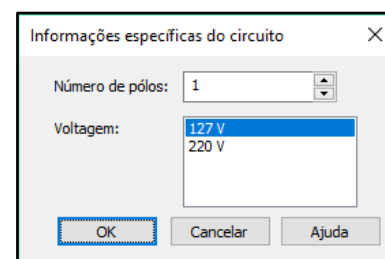 Informações específicas do circuito
Número de pólos: 1
Voltagem: 127 V
220 V
OK Cancelar Ajuda